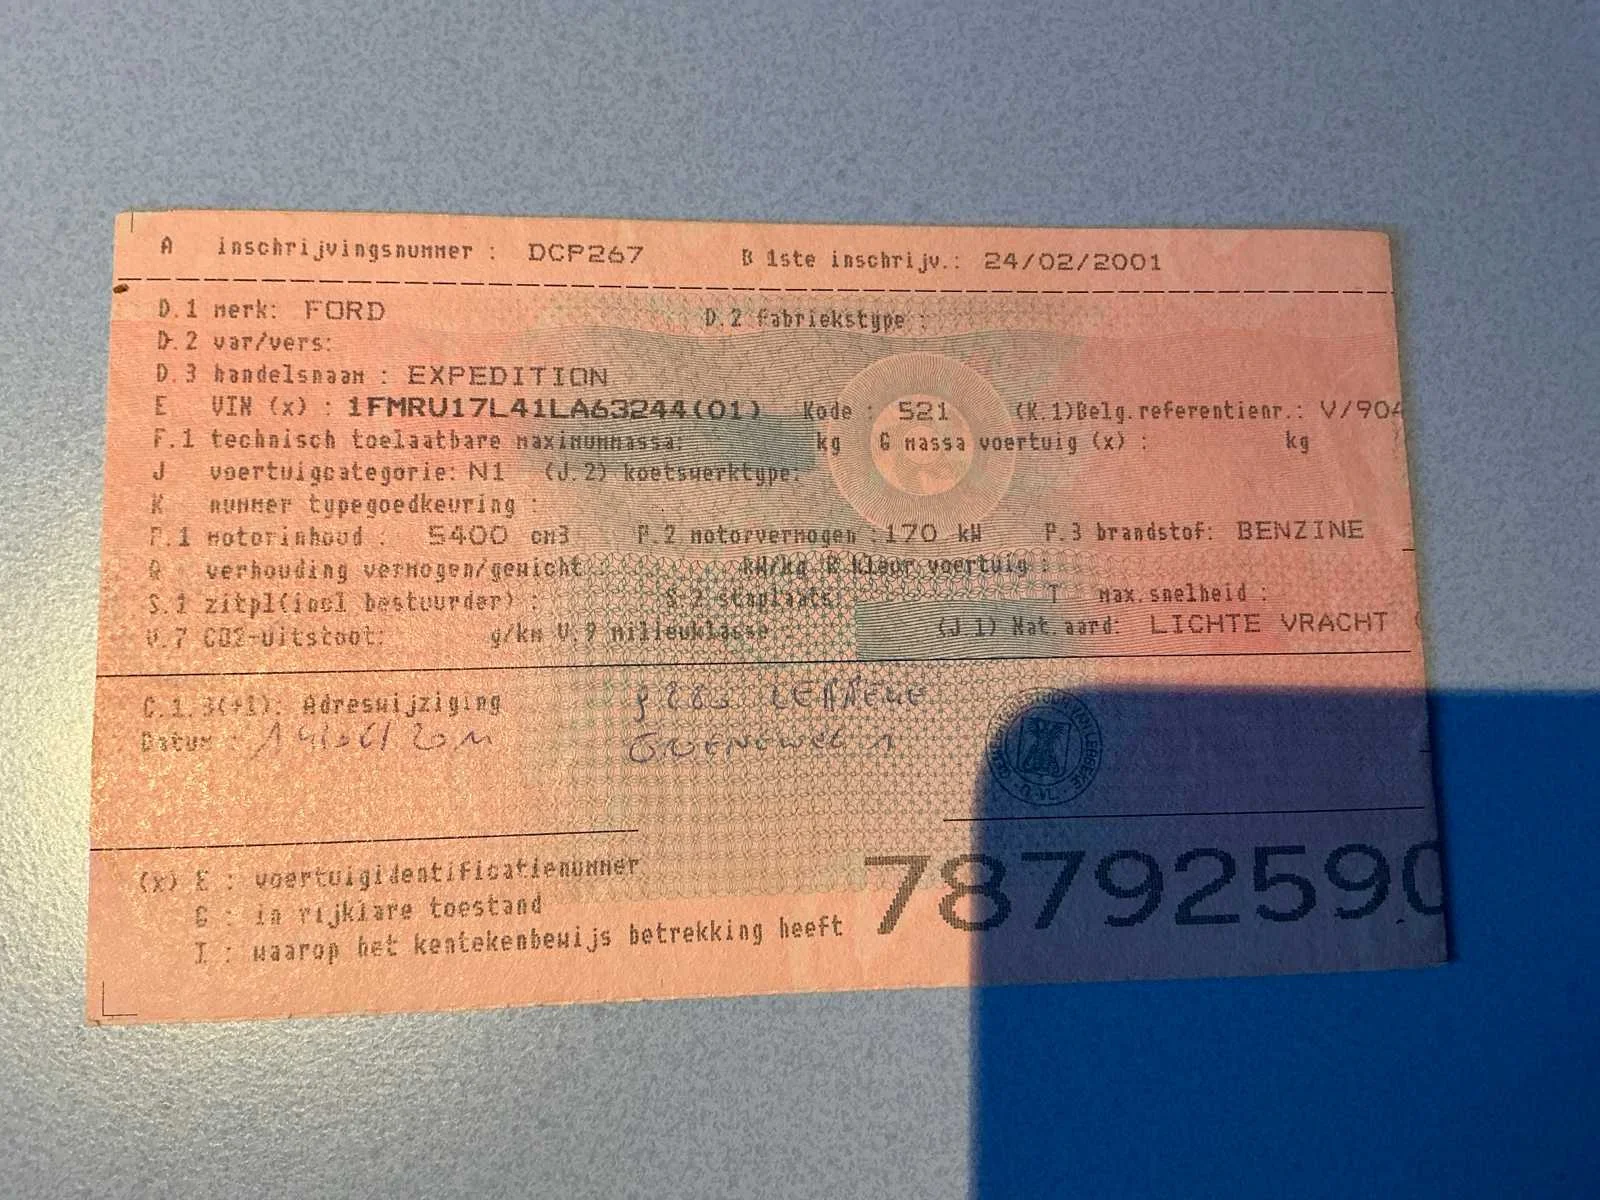 A inschrijvingsnummer : DCP267 B 1ste inschrijv.: 24/02/2001
D.1 merk: FORD D.2 fabriekstype :
D.2 var/vers:
D.3 handelsnaam : EXPEDITION
E VIN (x) : 1FMRU17L41LA63244(01) Kode : 521 (K.1)Belg.referentienr.: V/904
F.1 technisch toelaatbare maximummassa: kg G massa voertuig (x) : kg
J voertuigcategorie: N1 (J.2) koetswerktype:
K nummer typegoedkeuring :
P.1 motorinhoud : 5400 cm3 P.2 motorvermogen :170 kW P.3 brandstof: BENZINE
Q verhouding vermogen/gewicht : kW/kg R kleur voertuig :
S.1 zitpl(incl bestuurder) : S.2 staplaats: T max.snelheid :
V.7 CO2-uitstoot: g/km V.9 milieuklasse : (J.1) Nat.aard: LICHTE VRACHT (
C.1.3(+1): Adreswijziging 9280 LEBBEKE
Datum : 2011
(x) E : voertuigidentificatienummer
G : in rijklare toestand
I : waarop het kentekenbewijs betrekking heeft
78792590